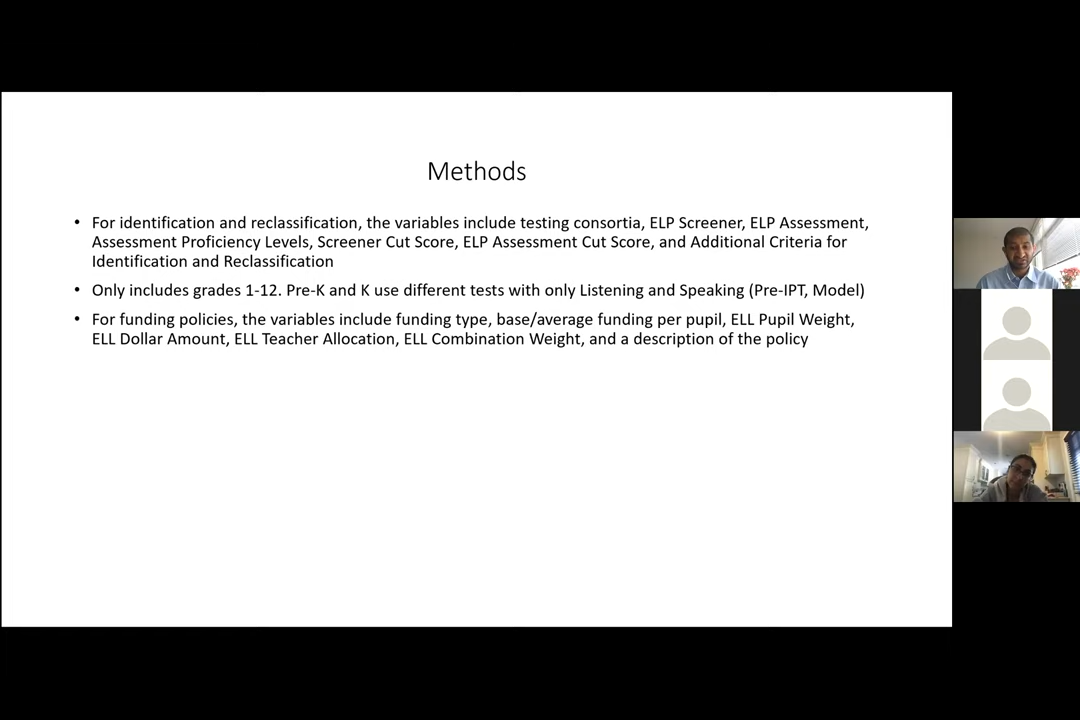 Methods
• For identification and reclassification, the variables include testing consortia, ELP Screener, ELP Assessment,
Assessment Proficiency Levels, Screener Cut Score, ELP Assessment Cut Score, and Additional Criteria for
Identification and Reclassification
• Only includes grades 1-12. Pre-K and K use different tests with only Listening and Speaking (Pre-IPT, Model)
• For funding policies, the variables include funding type, base/average funding per pupil, ELL Pupil Weight,
ELL Dollar Amount, ELL Teacher Allocation, ELL Combination Weight, and a description of the policy